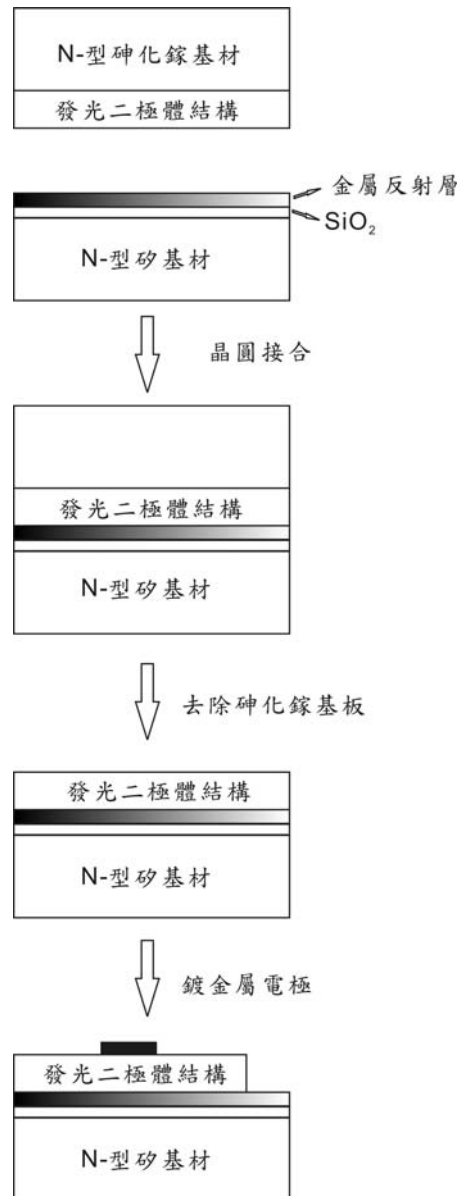 N-型砷化鎵基材
發光二極體結構
金屬反射層
SiO₂
N-型矽基材
晶圓接合
發光二極體結構
N-型矽基材
去除砷化鎵基板
發光二極體結構
N-型矽基材
鍍金屬電極
發光二極體結構
N-型矽基材